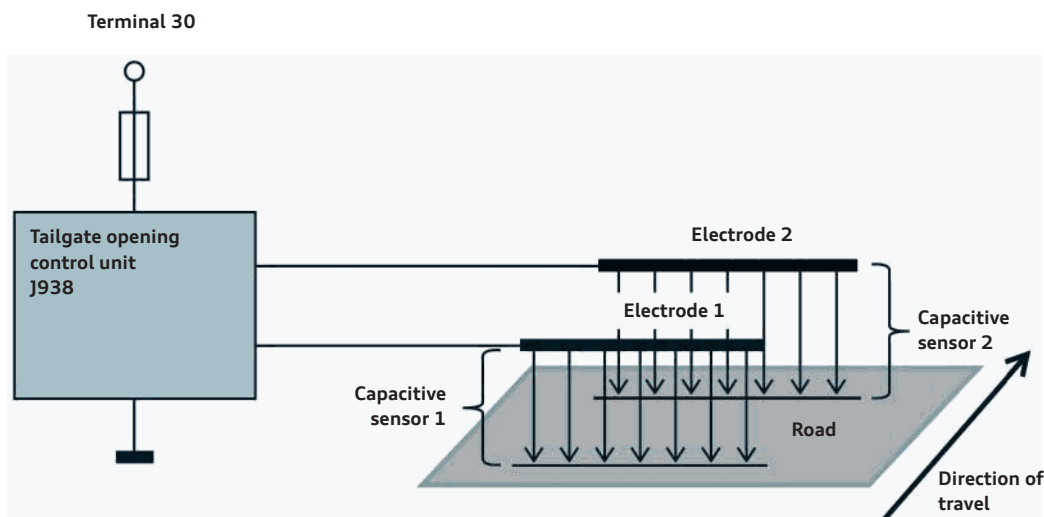 Terminal 30
Tailgate opening
control unit
J938
Electrode 2
Electrode 1
Capacitive
sensor 2
Capacitive
sensor 1
Road
Direction of
travel